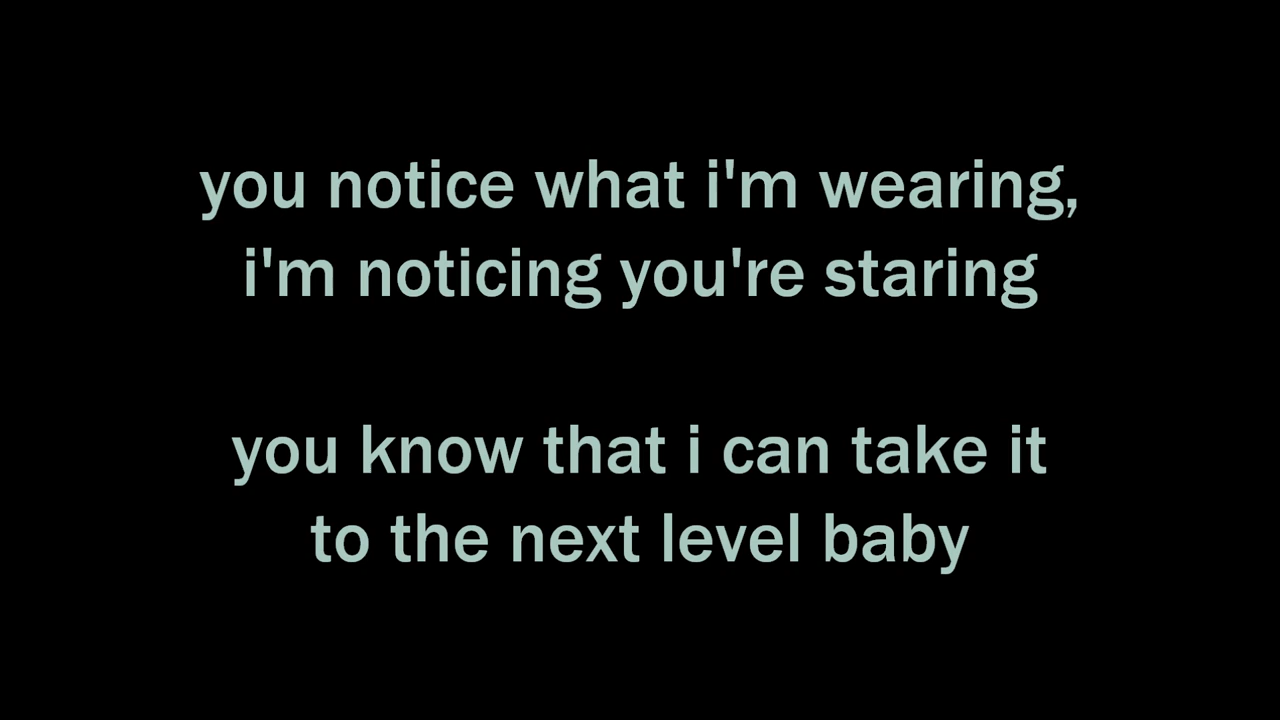 you notice what i'm wearing,
i'm noticing you're staring
you know that i can take it
to the next level baby